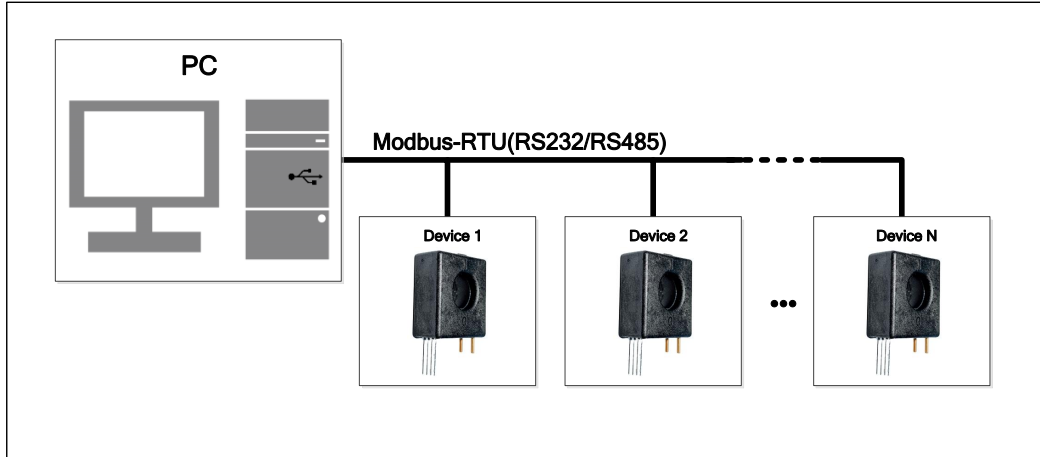 PC
Modbus-RTU(RS232/RS485)
Device 1
Device 2
Device N